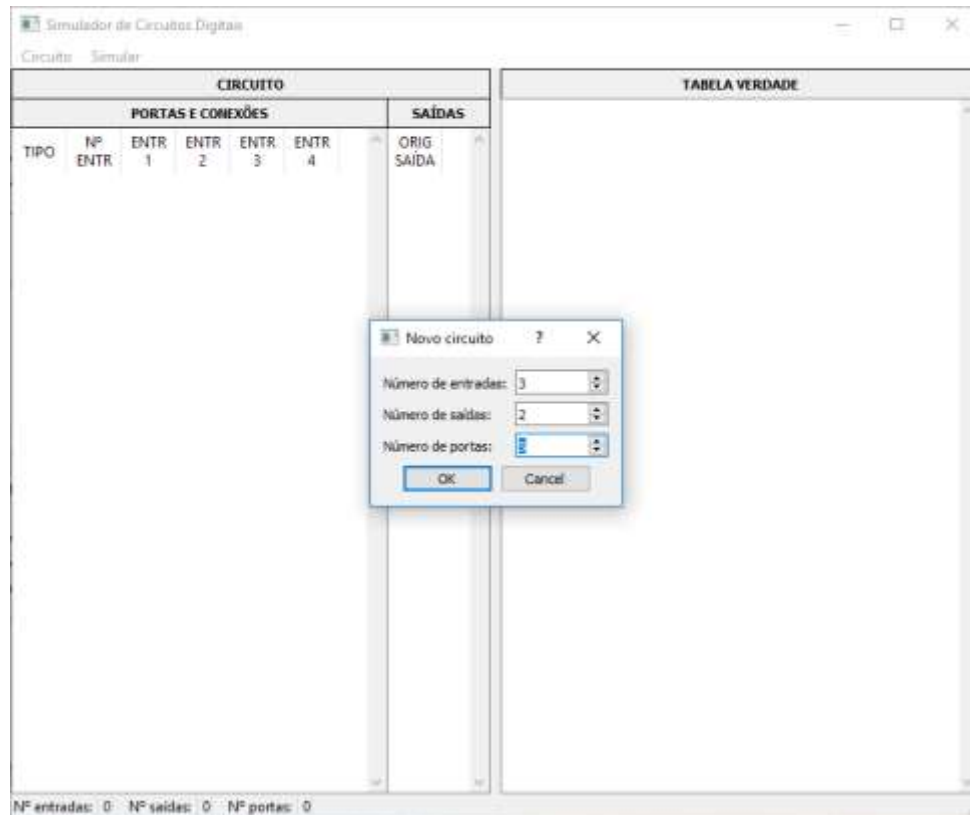 Simulador de Circuitos Digitais
Circuito Simular
CIRCUITO
TABELA VERDADE
PORTAS E CONEXÕES
SAÍDAS
TIPO
Nº ENTR
ENTR 1
ENTR 2
ENTR 3
ENTR 4
ORIG SAÍDA
Novo circuito ?
Número de entradas: 3
Número de saídas: 2
Número de portas:
OK Cancel
Nº entradas: 0 Nº saídas: 0 Nº portas: 0